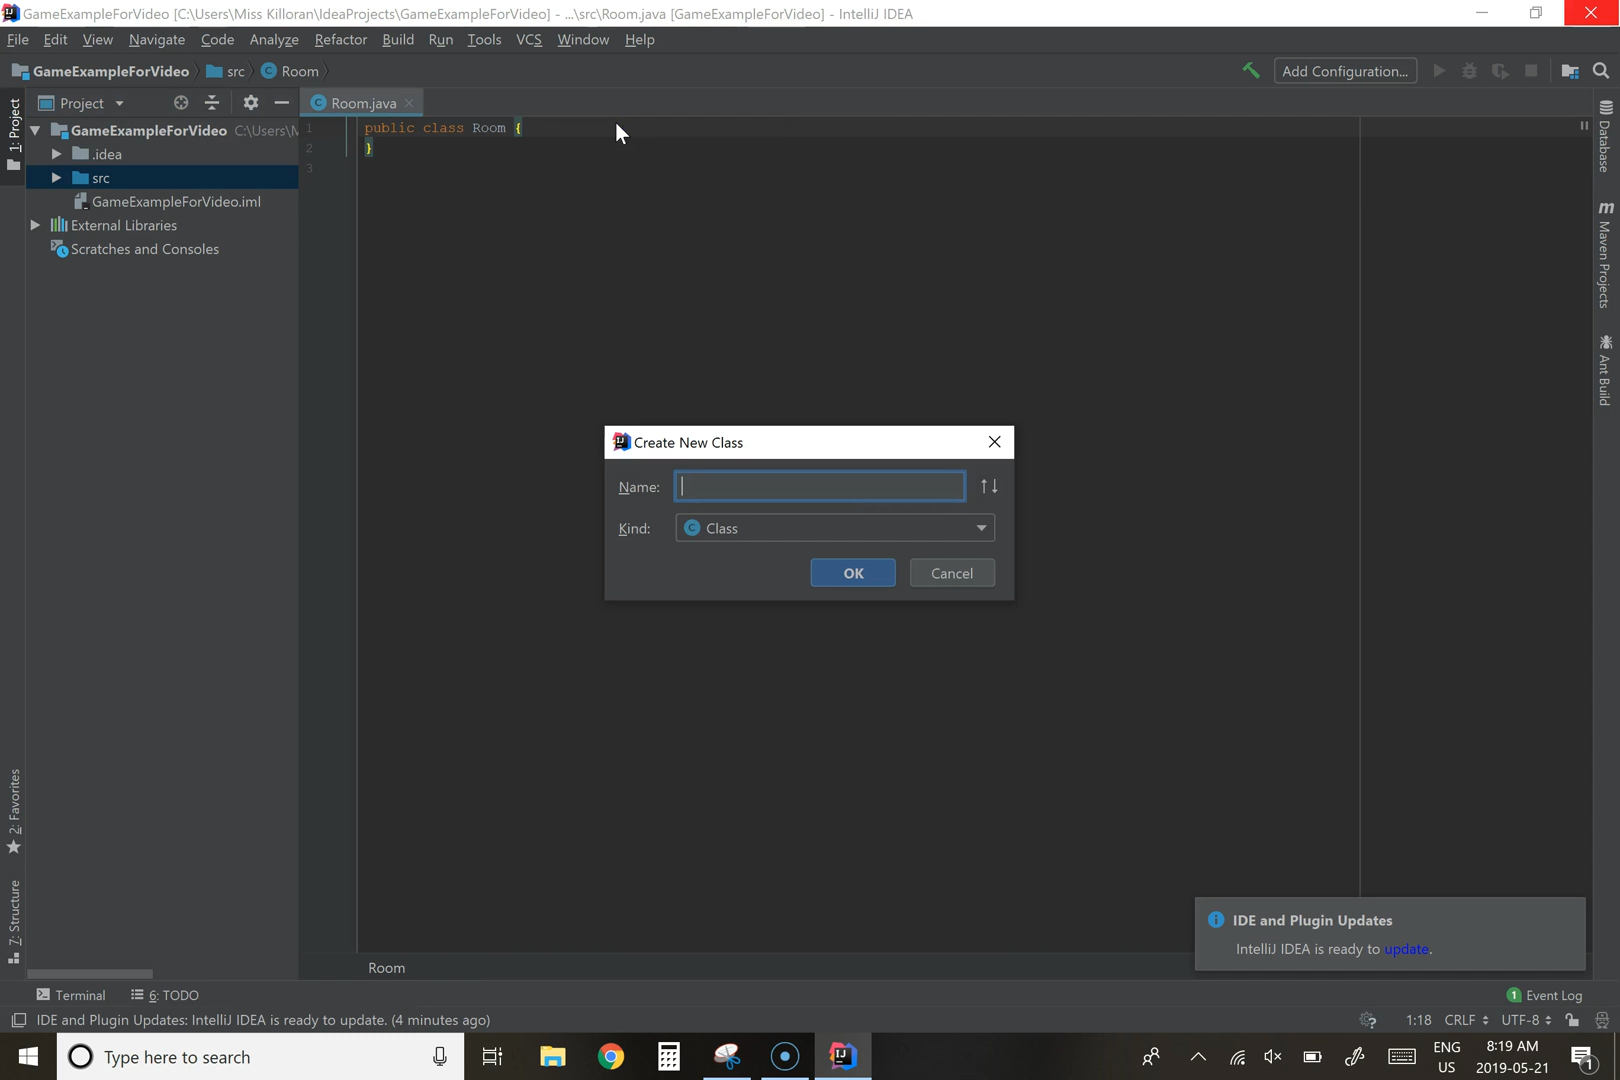 GameExampleForVideo [C:\Users\Miss Killoran\IdeaProjects\GameExampleForVideo] - ...\src\Room.java [GameExampleForVideo] - IntelliJ IDEA
File Edit View Navigate Code Analyze Refactor Build Run Tools VCS Window Help
GameExampleForVideo src Room
Add Configuration...
1: Project
Project
Room.java
GameExampleForVideo C:\Users\M
.idea
src
GameExampleForVideo.iml
External Libraries
Scratches and Consoles
1 public class Room {
2 }
3
Database
Maven Projects
Ant Build
Create New Class
Name:
Kind: Class
OK Cancel
2: Favorites
7: Structure
IDE and Plugin Updates
IntelliJ IDEA is ready to update.
Room
Terminal 6: TODO
1 Event Log
IDE and Plugin Updates: IntelliJ IDEA is ready to update. (4 minutes ago)
1:18 CRLF UTF-8
Type here to search
ENG
US
8:19 AM
2019-05-21
1